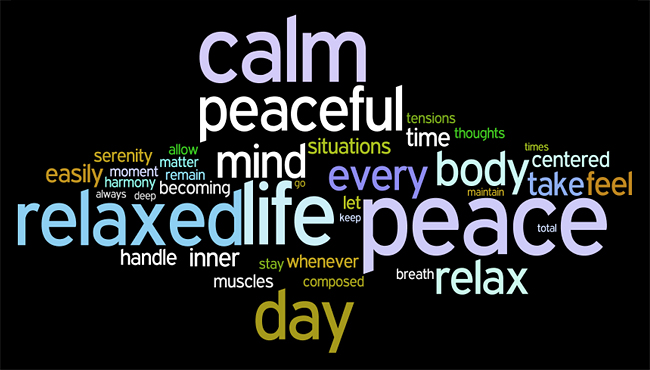 calm
peaceful
tensions
time
thoughts
situations
allow
serenity
mind
matter
times
centered
easily
moment
remain
every
body
take
feel
harmony
becoming
go
always
deep
let
maintain
relaxed
life
keep
peace
total
handle
inner
stay
whenever
muscles
composed
breath
relax
day